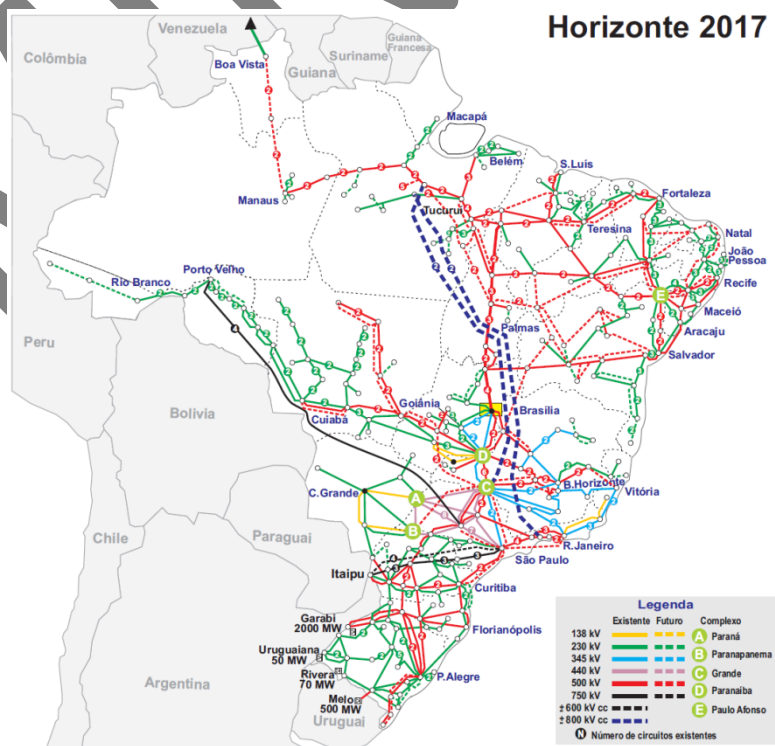 Horizonte 2017
Venezuela
Guiana
Francesa
Colômbia
Suriname
Boa Vista
Guiana
Macapá
Belém
S.Luis
Manaus
Fortaleza
Tucuruí
Teresina
Natal
João
Pessoa
Porto Velho
Rio Branco
Recife
E
Maceió
Aracaju
Peru
Palmas
Salvador
Bolivia
Goiânia
Brasília
Cuiabá
D
C.Grande
C
B.Horizonte
A
Vitória
B
Chile
Paraguai
R.Janeiro
São Paulo
Itaipu
Curitiba
Garabi
2000 MW
Florianópolis
Uruguaiana
50 MW
Rivera
70 MW
P.Alegre
Melo
500 MW
Argentina
Uruguai
Legenda
Existente Futuro Complexo
138 kV A Paraná
230 kV B Paranapanema
345 kV
440 kV C Grande
500 kV D Paranaíba
750 kV
±600 kV cc E Paulo Afonso
±800 kV cc
N Número de circuitos existentes